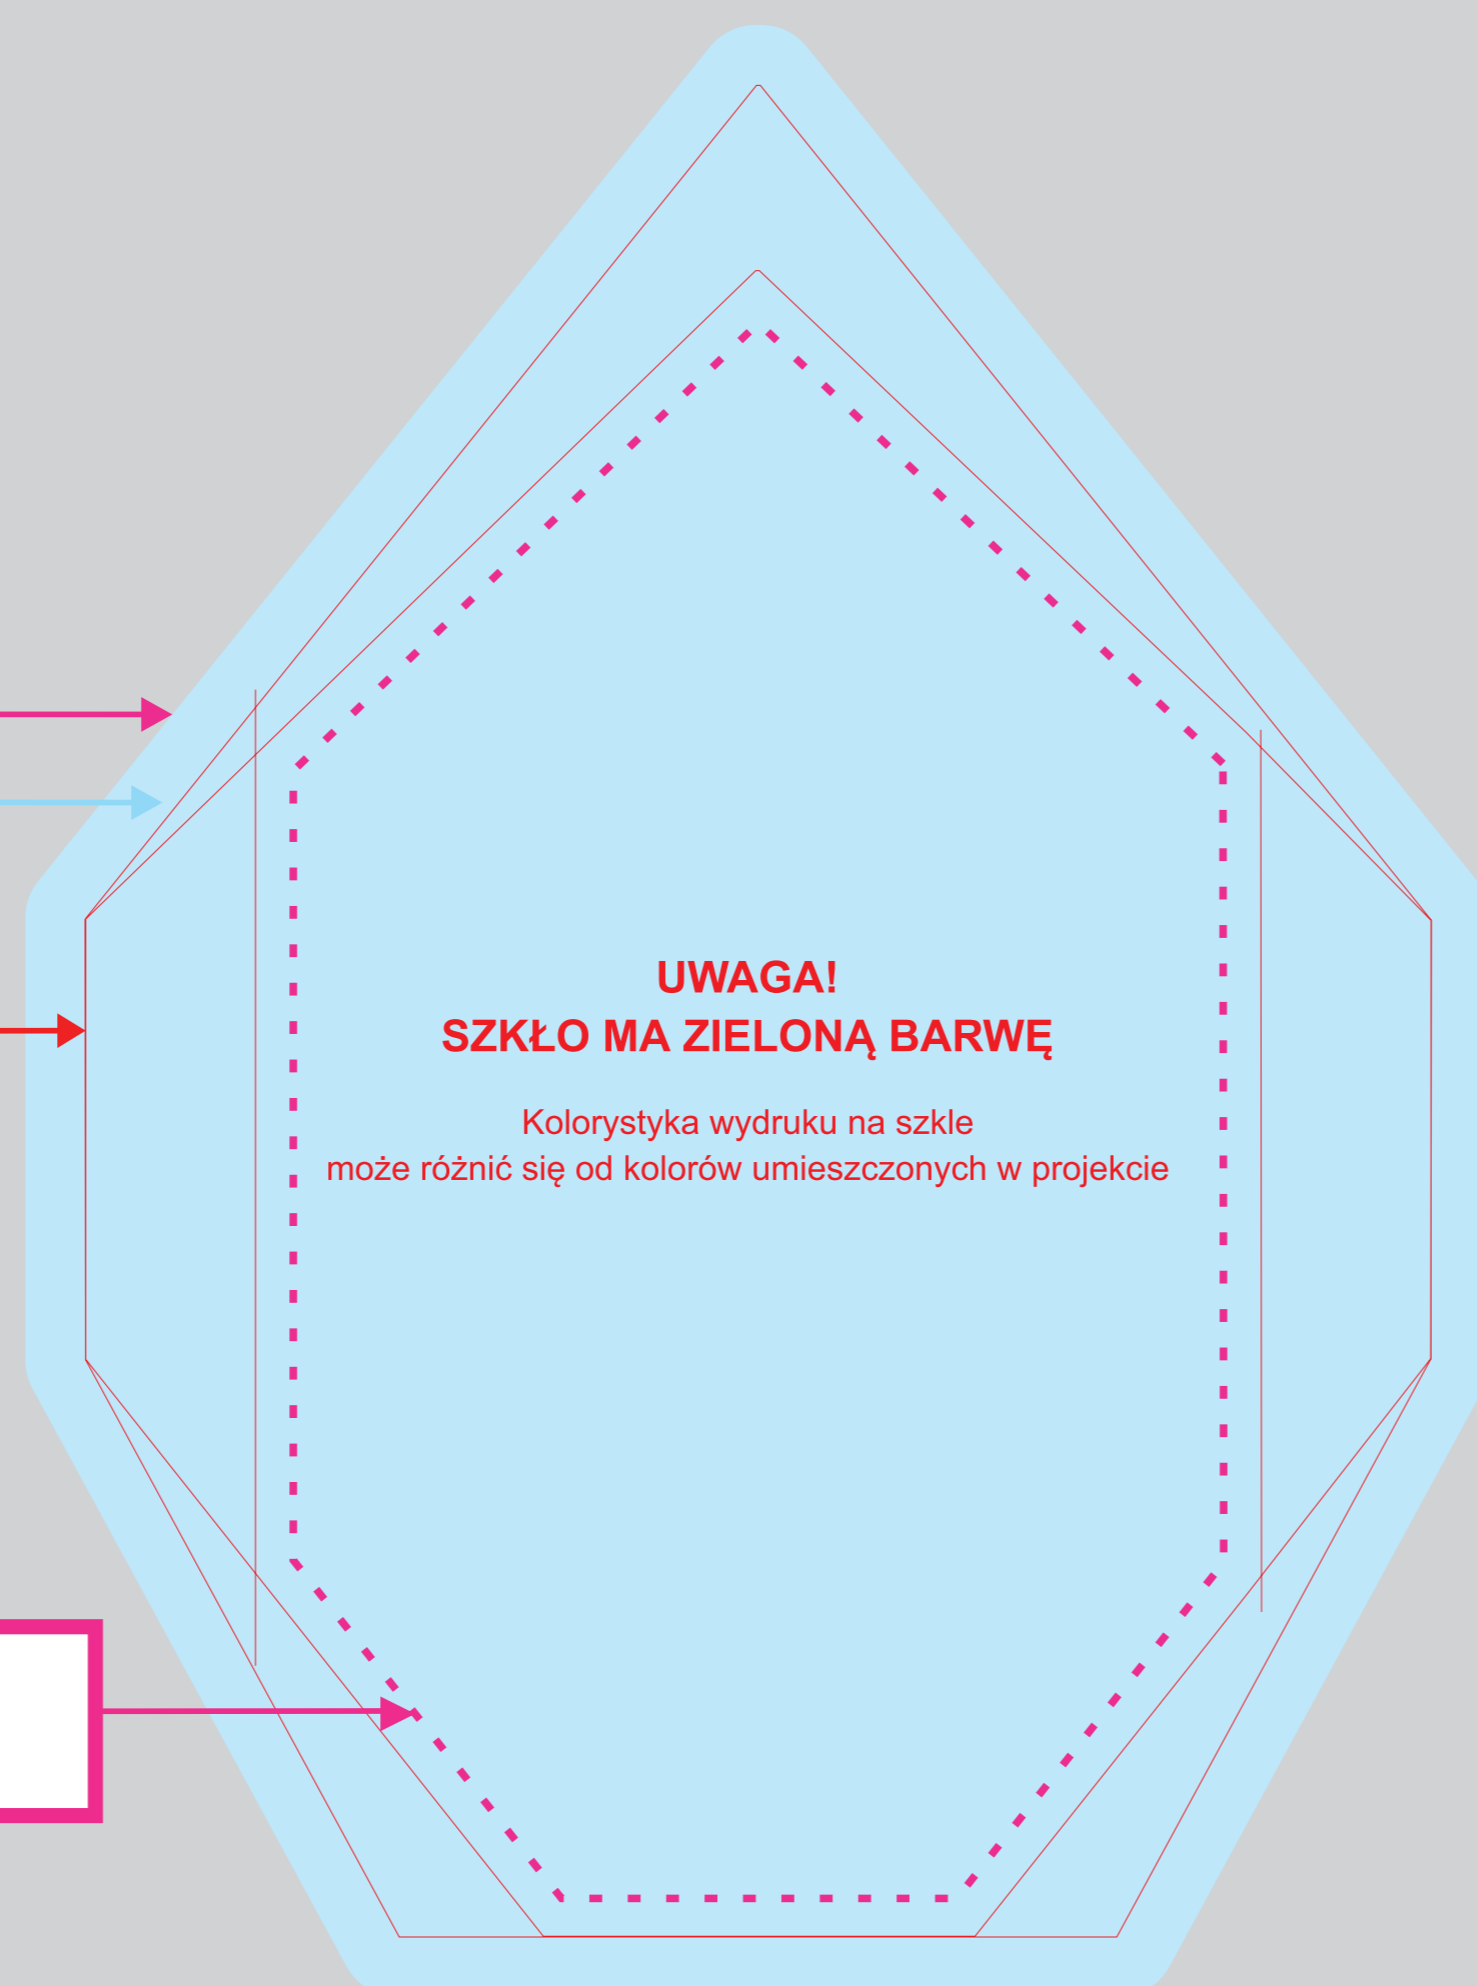 UWAGA!
SZKŁO MA ZIELONĄ BARWĘ
Kolorystyka wydruku na szkle
może różnić się od kolorów umieszczonych w projekcie